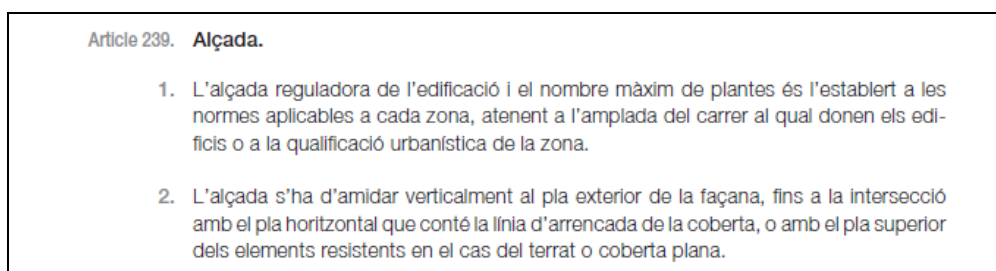 Article 239. Alçada.
1. L'alçada reguladora de l'edificació i el nombre màxim de plantes és l'establert a les
normes aplicables a cada zona, atenent a l'amplada del carrer al qual donen els edi-
ficis o a la qualificació urbanística de la zona.
2. L'alçada s'ha d'amidar verticalment al pla exterior de la façana, fins a la intersecció
amb el pla horitzontal que conté la línia d'arrencada de la coberta, o amb el pla superior
dels elements resistents en el cas del terrat o coberta plana.